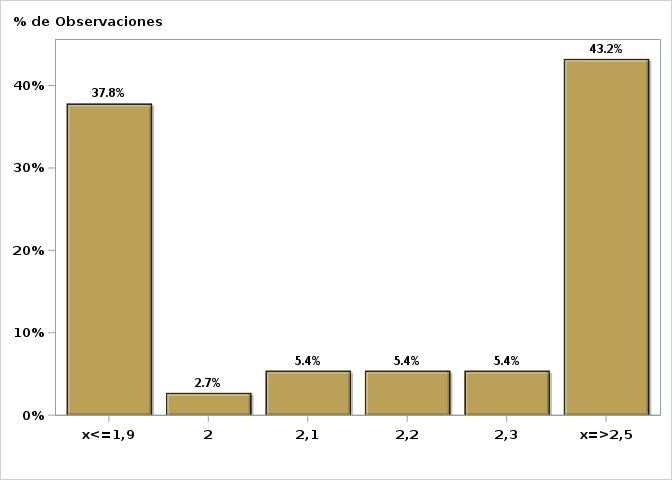 % de Observaciones
43.2%
40%
37.8%
30%
20%
10%
5.4% 5.4% 5.4%
2.7%
0%
x<=1,9 2 2,1 2,2 2,3 x=>2,5